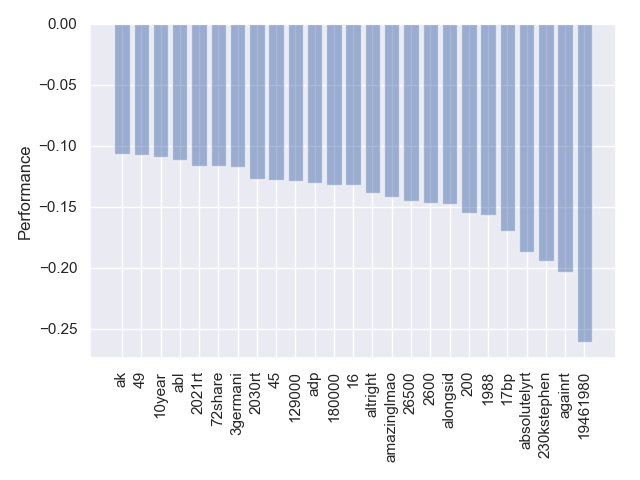 0.00
−0.05
−0.10
−0.15
−0.20
−0.25
Performance
ak
49
10year
abl
2021rt
72share
3germani
2030rt
45
129000
adp
180000
16
altright
amazinglmao
26500
2600
alongsid
200
1988
17bp
absolutelyrt
230kstephen
againrt
19461980